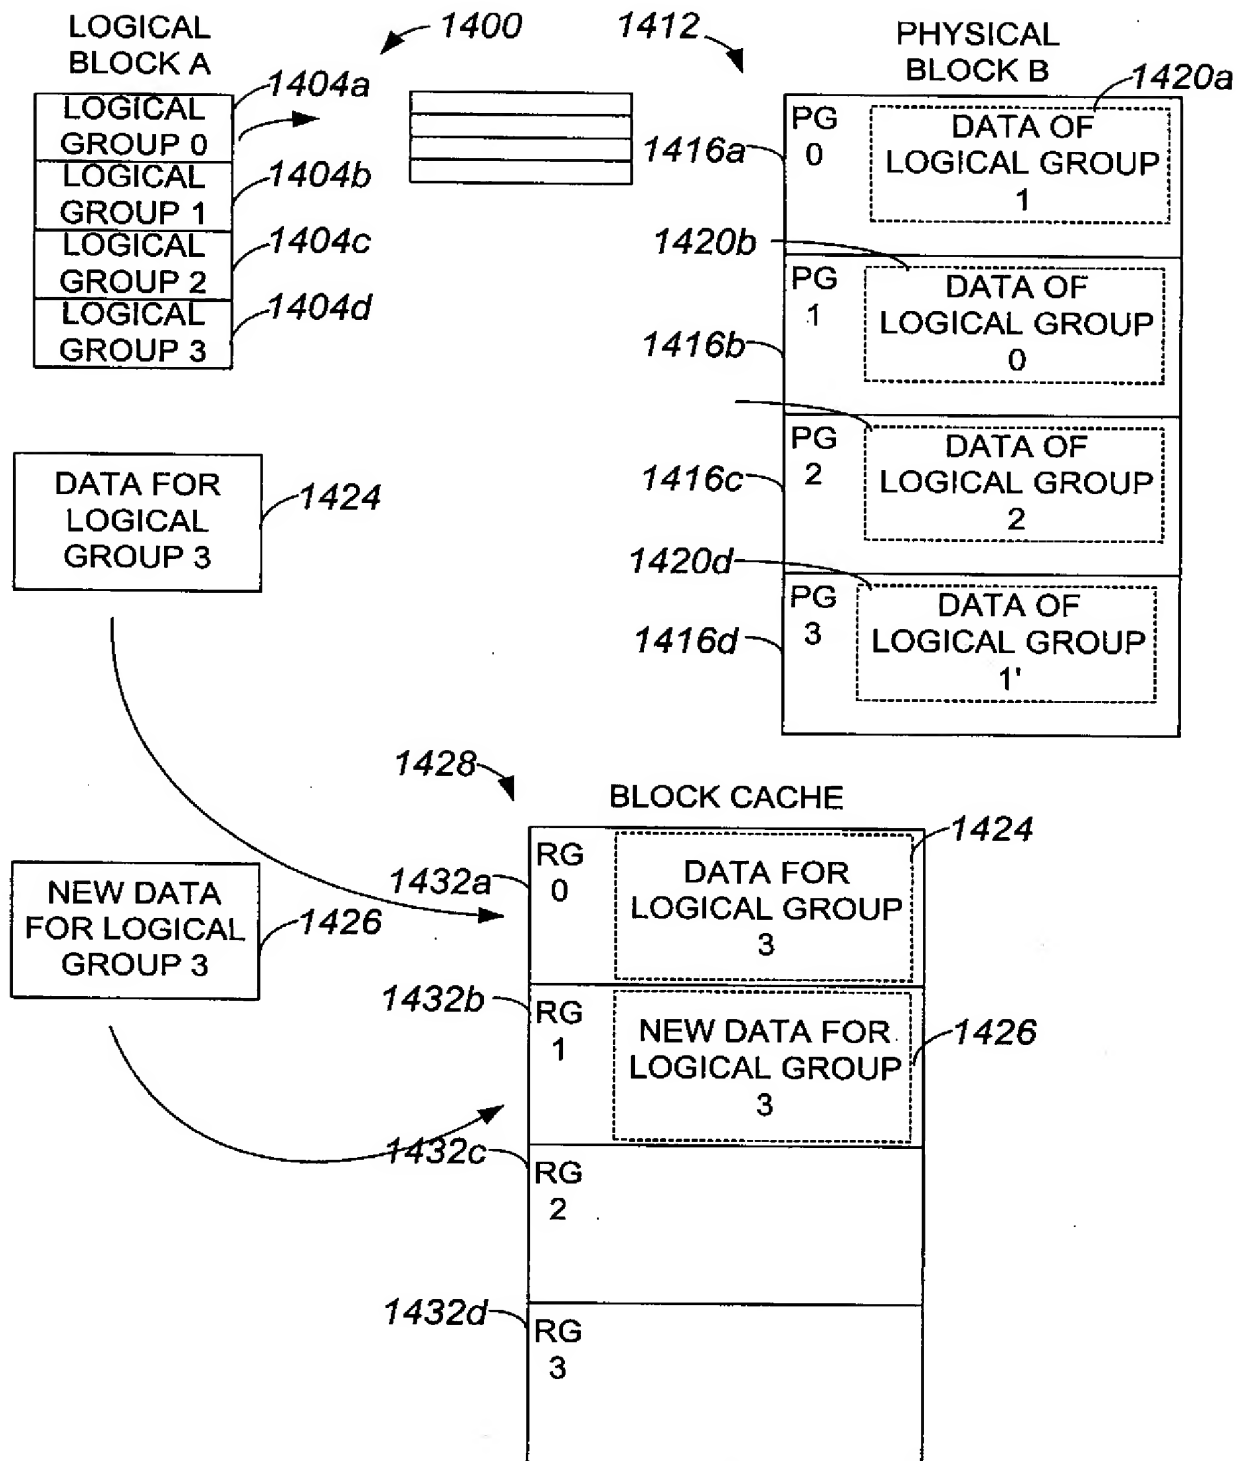 LOGICAL
BLOCK A
1400
1404a
LOGICAL
GROUP 0
1404b
LOGICAL
GROUP 1
1404c
LOGICAL
GROUP 2
1404d
LOGICAL
GROUP 3
1412
PHYSICAL
BLOCK B
1420a
1416a
PG
0
DATA OF
LOGICAL GROUP
1
1420b
1416b
PG
1
DATA OF
LOGICAL GROUP
0
1416c
PG
2
DATA OF
LOGICAL GROUP
2
1420d
1416d
PG
3
DATA OF
LOGICAL GROUP
1'
DATA FOR
LOGICAL
GROUP 3
1424
NEW DATA
FOR LOGICAL
GROUP 3
1426
1428
BLOCK CACHE
1424
1432a
RG
0
DATA FOR
LOGICAL GROUP
3
1432b
RG
1
NEW DATA FOR
LOGICAL GROUP
3
1426
1432c
RG
2
1432d
RG
3